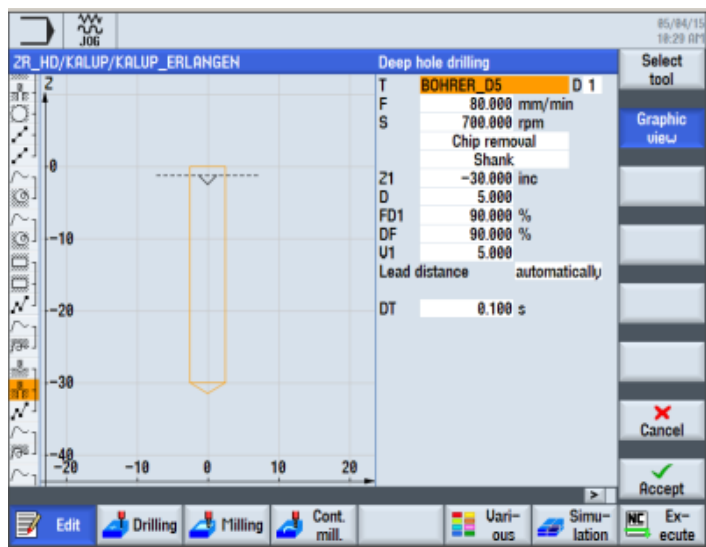 JOG
05/04/15
10:29 AM
ZR_HD/KALUP/KALUP_ERLANGEN
Deep hole drilling
Select
tool
Z
T BOHRER_D5 D 1
F 80.000 mm/min
S 700.000 rpm
Graphic
view
Chip removal
Shank
0
Z1 -30.000 inc
D 5.000
FD1 90.000 %
-10
DF 90.000 %
V1 5.000
Lead distance automatically
-20
DT 0.100 s
-30
-40
Cancel
-20 -10 0 10 20
Accept
>
Edit
Drilling
Milling
Cont.
mill.
Vari-
ous
Simu-
lation
NC
Ex-
ecute